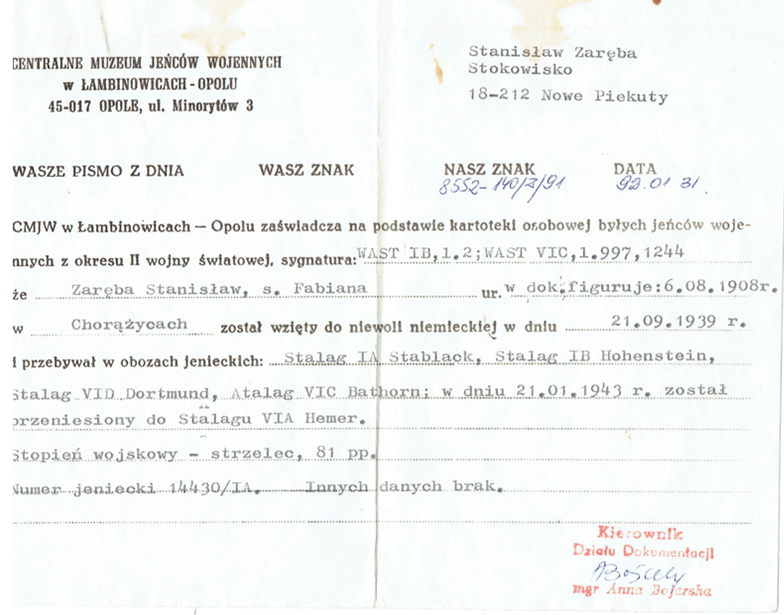 CENTRALNE MUZEUM JEŃCÓW WOJENNYCH
w ŁAMBINOWICACH - OPOLU
45-017 OPOLE, ul. Minorytów 3
Stanisław Zaręba
Stokowisko
18-212 Nowe Piekuty
WASZE PISMO Z DNIA WASZ ZNAK NASZ ZNAK DATA
8552-140/3/91 92.01 31.
CMJW w Łambinowicach — Opolu zaświadcza na podstawie kartoteki osobowej byłych jeńców woje-
nnych z okresu II wojny światowej, sygnatura: WAST IB,1.2;WAST VIC,1.997,1244
że Zaręba Stanisław, s. Fabiana ur. w dok.figuruje:6.08.1908r.
w Chorążycach został wzięty do niewoli niemieckiej w dniu 21.09.1939 r.
i przebywał w obozach jenieckich: Stalag IA Stablack, Stalag IB Hohenstein,
Stalag VID Dortmund, Atalag VIC Bathorn; w dniu 21.01.1943 r. został
przeniesiony do Stalagu VIA Hemer.
Stopień wojskowy - strzelec, 81 pp.
Numer jeniecki 14430/IA. Innych danych brak.
Kierownik
Działu Dokumentacji
mgr Anna Bojarska